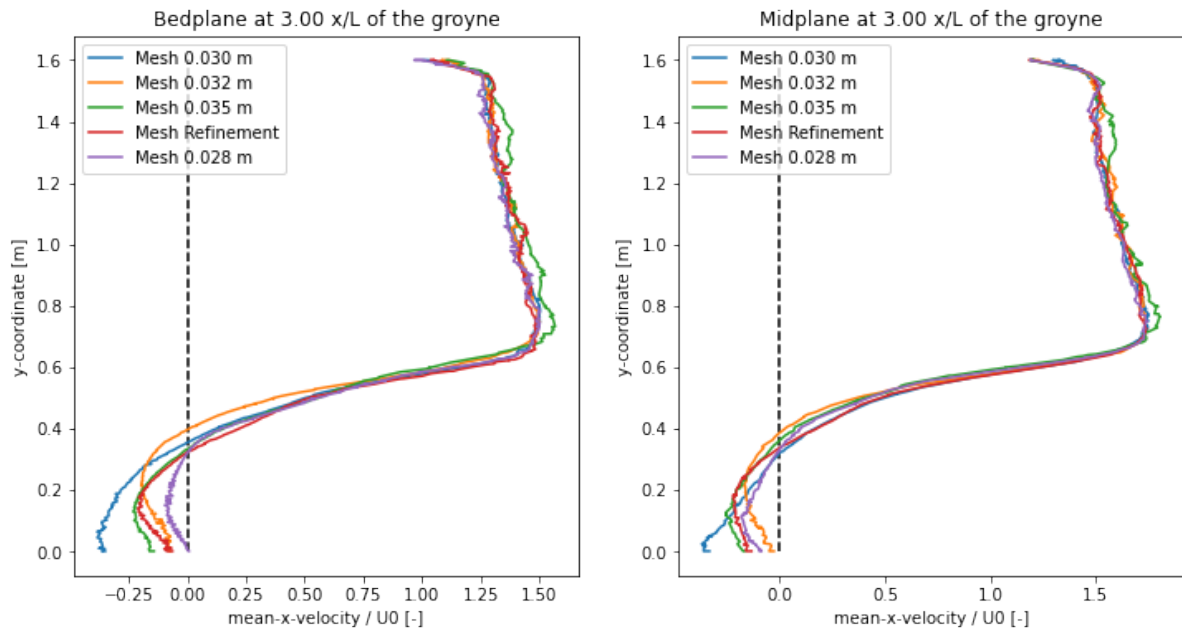 Bedplane at 3.00 x/L of the groyne
Mesh 0.030 m
Mesh 0.032 m
Mesh 0.035 m
Mesh Refinement
Mesh 0.028 m
y-coordinate [m]
1.6
1.4
1.2
1.0
0.8
0.6
0.4
0.2
0.0
−0.25 0.00 0.25 0.50 0.75 1.00 1.25 1.50
mean-x-velocity / U0 [-]
Midplane at 3.00 x/L of the groyne
Mesh 0.030 m
Mesh 0.032 m
Mesh 0.035 m
Mesh Refinement
Mesh 0.028 m
y-coordinate [m]
1.6
1.4
1.2
1.0
0.8
0.6
0.4
0.2
0.0
0.0 0.5 1.0 1.5
mean-x-velocity / U0 [-]